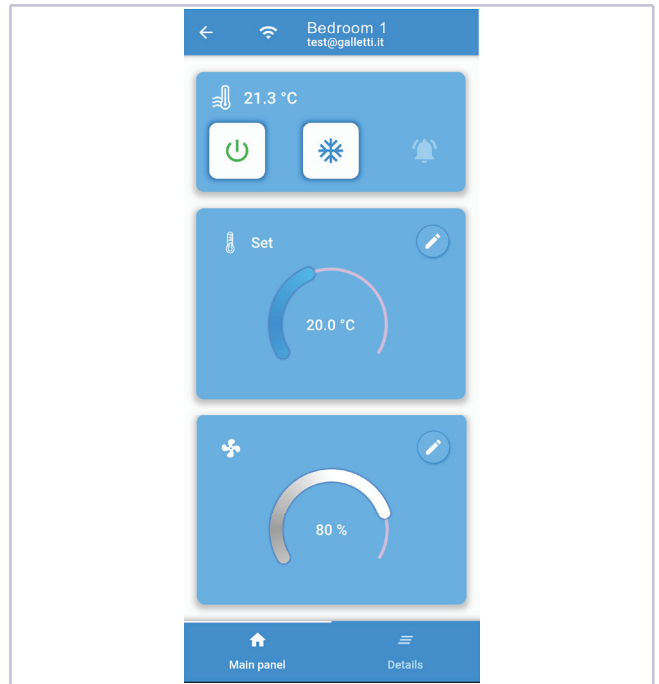 Bedroom 1
test@galletti.it
21.3 °C
Set
20.0 °C
80 %
Main panel
Details